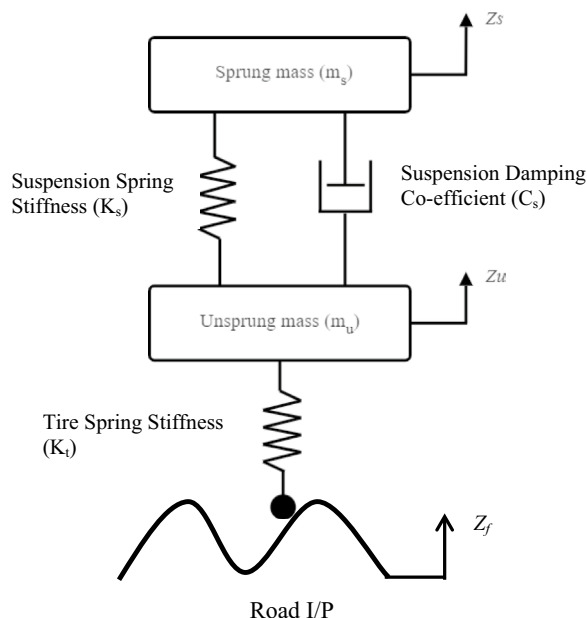 Zs
Sprung mass (mₛ)
Suspension Spring
Stiffness (Kₛ)
Suspension Damping
Co-efficient (Cₛ)
Zu
Unsprung mass (mᵤ)
Tire Spring Stiffness
(Kₜ)
Z_f
Road I/P